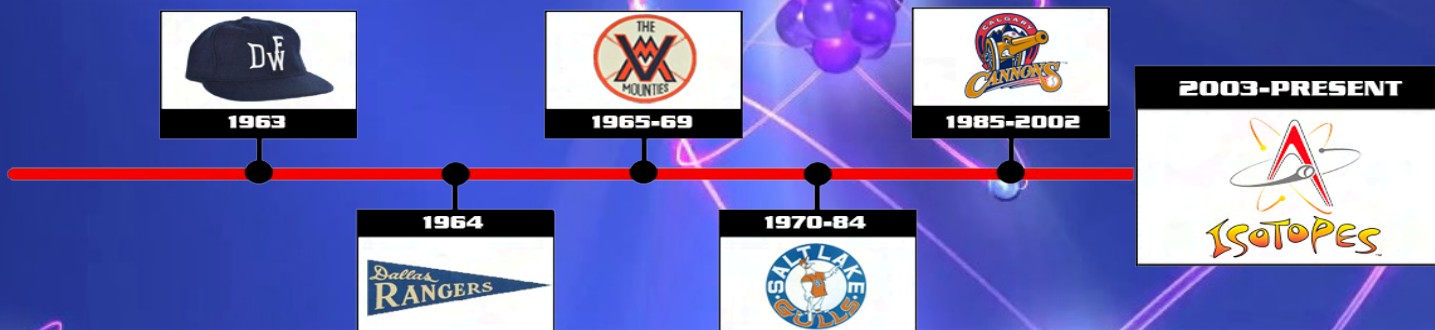 DFW
1963
1964
Dallas
RANGERS
THE
VM
MOUNTIES
1965-69
1970-84
SALT LAKE
GULLS
CALGARY
CANNONS
1985-2002
2003-PRESENT
A
ISOTOPES